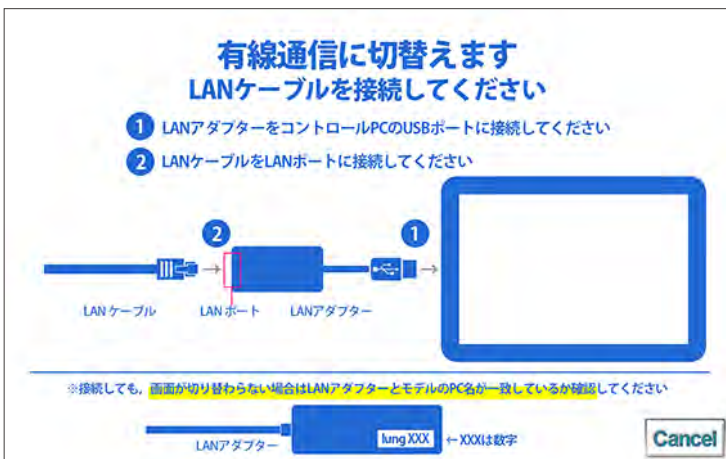 有線通信に切替えます
LANケーブルを接続してください
1 LANアダプターをコントロールPCのUSBポートに接続してください
2 LANケーブルをLANポートに接続してください
2
1
LAN ケーブル
LAN ポート
LANアダプター
※接続しても、画面が切り替わらない場合はLANアダプターとモデルのPC名が一致しているか確認してください
LANアダプター
lung XXX
←XXXは数字
Cancel